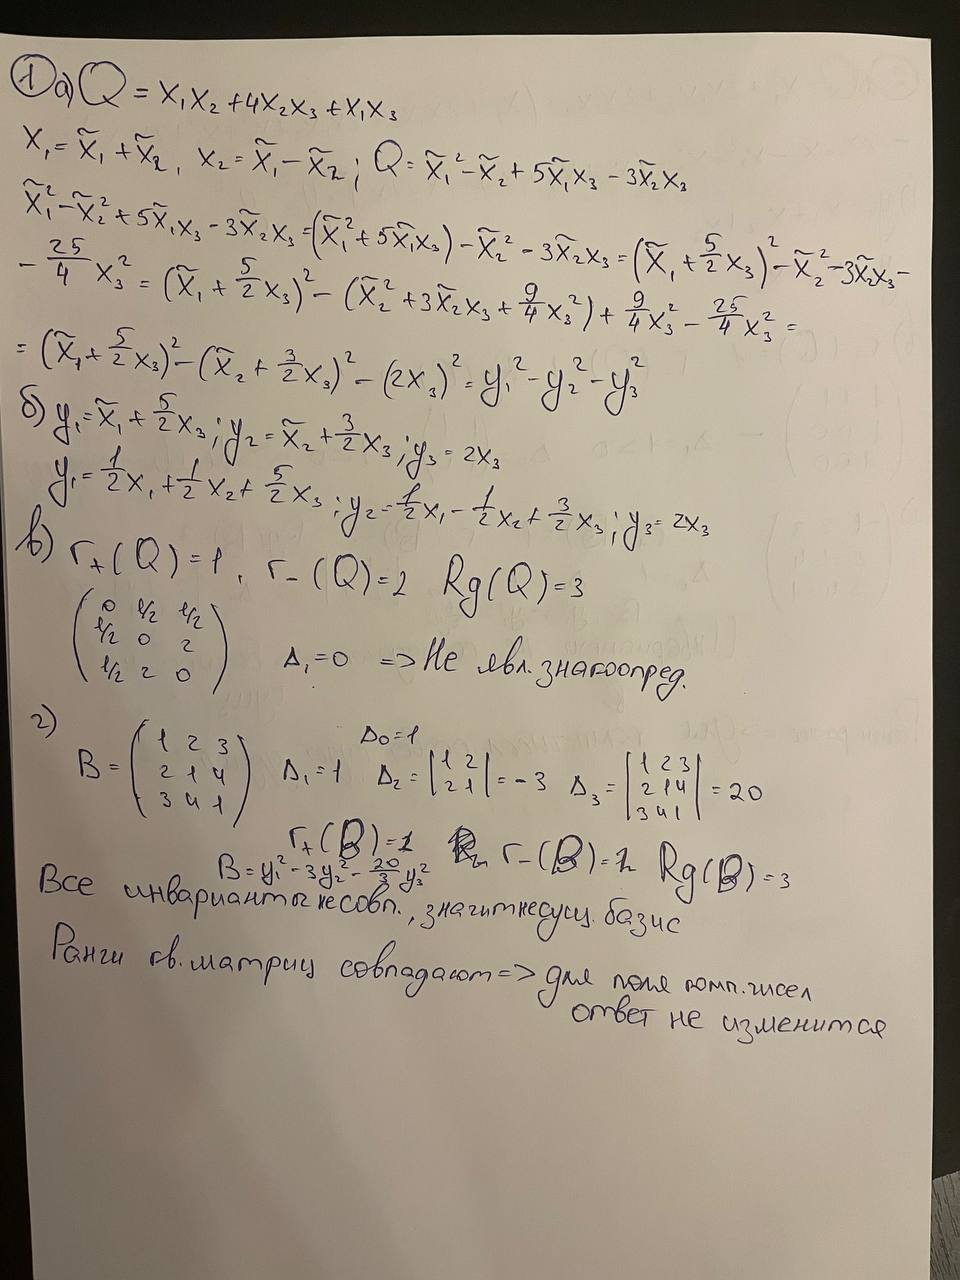 ① а) Q = x₁x₂ + 4x₂x₃ + x₁x₃
x₁ = x̃₁ + x̃₂, x₂ = x̃₁ − x̃₂; Q = x̃₁² − x̃₂² + 5x̃₁x₃ − 3x̃₂x₃
x̃₁² − x̃₂² + 5x̃₁x₃ − 3x̃₂x₃ = (x̃₁² + 5x̃₁x₃) − x̃₂² − 3x̃₂x₃ = (x̃₁ + 5/2 x₃)² − x̃₂² − 3x̃₂x₃ −
− 25/4 x₃² = (x̃₁ + 5/2 x₃)² − (x̃₂² + 3x̃₂x₃ + 9/4 x₃²) + 9/4 x₃² − 25/4 x₃² =
= (x̃₁ + 5/2 x₃)² − (x̃₂ + 3/2 x₃)² − (2x₃)² = y₁² − y₂² − y₃²
б) y₁ = x̃₁ + 5/2 x₃; y₂ = x̃₂ + 3/2 x₃; y₃ = 2x₃
y₁ = 1/2 x₁ + 1/2 x₂ + 5/2 x₃; y₂ = 1/2 x₁ − 1/2 x₂ + 3/2 x₃; y₃ = 2x₃
в) r₊(Q) = 1, r₋(Q) = 2 Rg(Q) = 3
0 1/2 1/2
1/2 0 2
1/2 2 0
Δ₁ = 0 => Не явл. знакоопред.
г)
B =
1 2 3
2 1 4
3 4 1
Δ₀ = 1
Δ₁ = 1 Δ₂ = |1 2; 2 1| = −3 Δ₃ = |1 2 3; 2 1 4; 3 4 1| = 20
r₊(B) = r₋(B) = Rg(B) = 3
B = y₁² − 3y₂² − 20/3 y₃²
Все инварианты не совп., значит не сущ. базис
Ранги кв. матриц совпадают => для поля комп. чисел
ответ не изменится